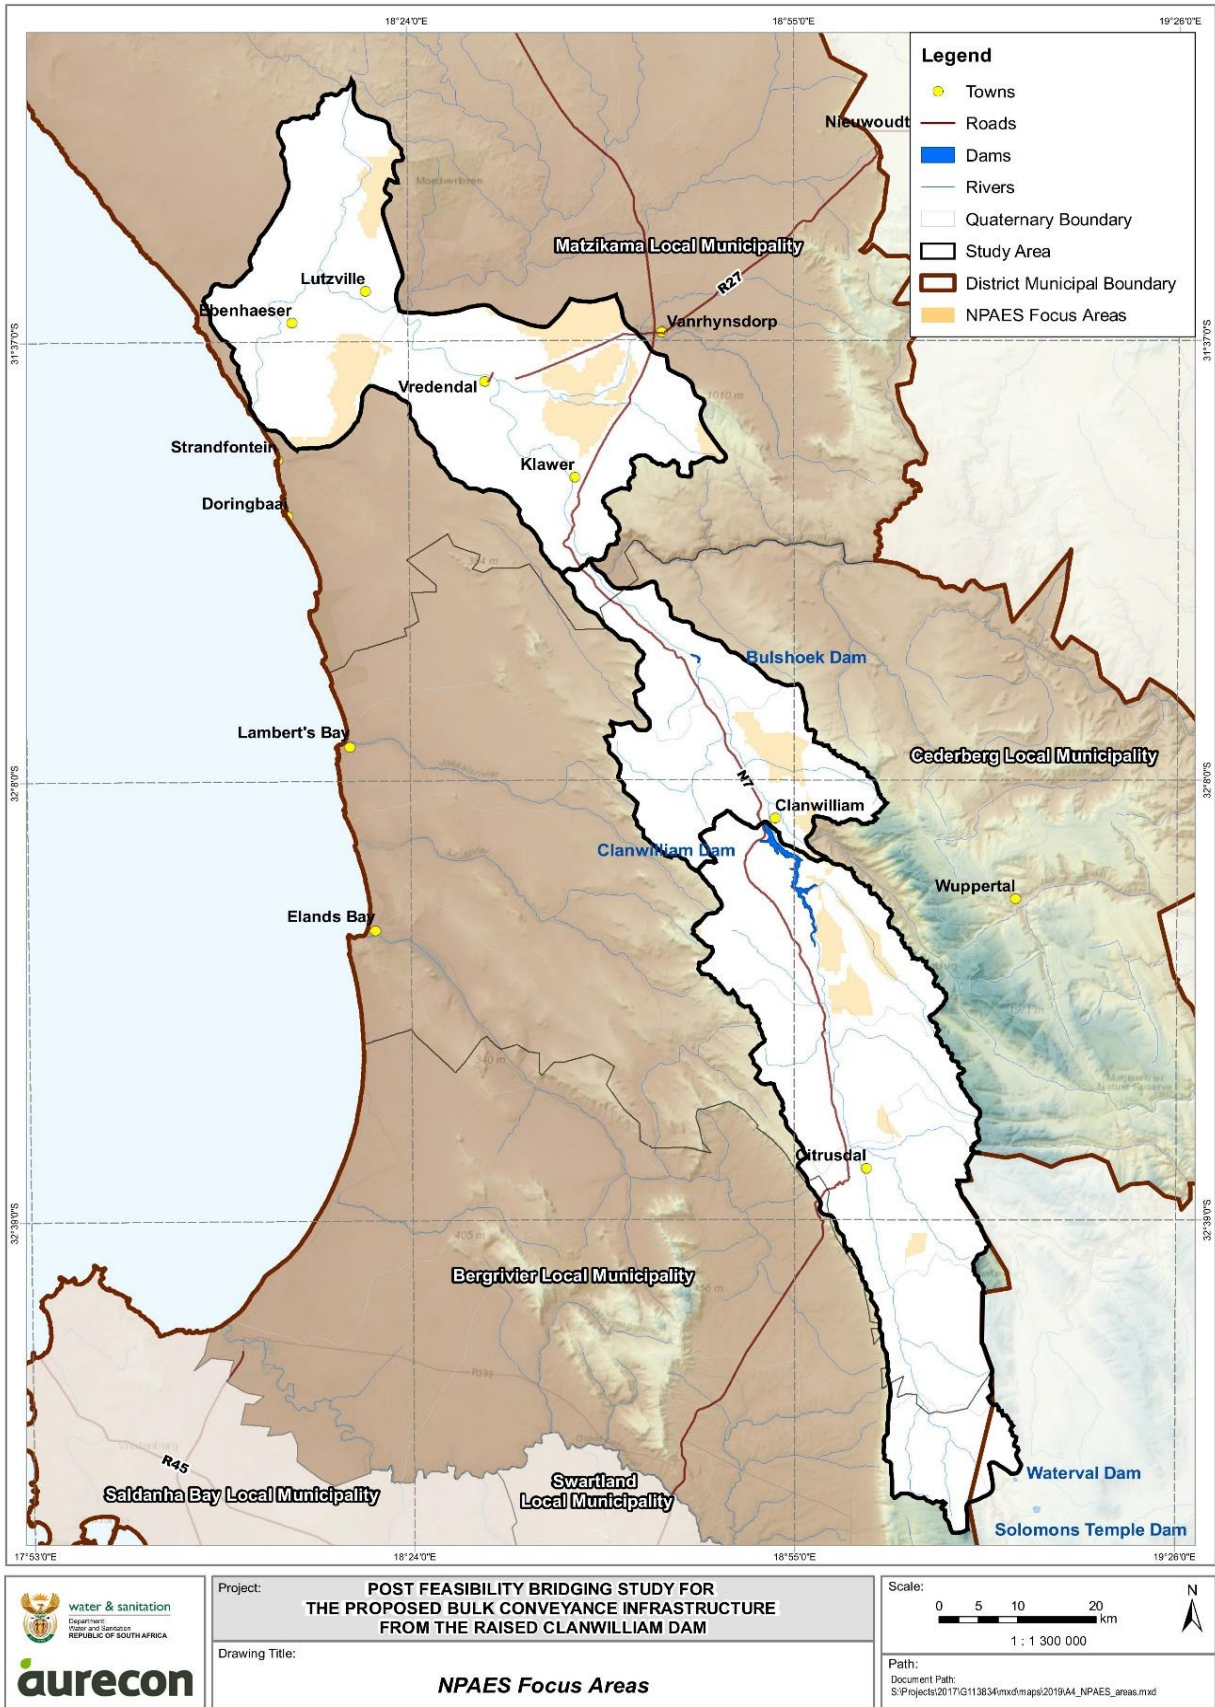 18°24'0"E
18°55'0"E
19°26'0"E
Legend
Towns
Roads
Dams
Rivers
Quaternary Boundary
Study Area
District Municipal Boundary
NPAES Focus Areas
Nieuwoudt
Moedverloren
Matzikama Local Municipality
R27
Lutzville
Ebenhaeser
Vanrhynsdorp
31°37'0"S
31°37'0"S
Vredendal
1010 m
Strandfontein
Klawer
Doringbaai
354 m
Bulshoek Dam
Lambert's Bay
Cederberg Local Municipality
N7
32°8'0"S
32°8'0"S
Clanwilliam
Clanwilliam Dam
Wuppertal
Elands Bay
340 m
Citrusdal
32°39'0"S
32°39'0"S
405 m
Bergrivier Local Municipality
R399
Vredenburg
R45
Saldanha Bay Local Municipality
Swartland
Local Municipality
Waterval Dam
Solomons Temple Dam
17°53'0"E
18°24'0"E
18°55'0"E
19°26'0"E
water & sanitation
Department:
Water and Sanitation
REPUBLIC OF SOUTH AFRICA
aurecon
Project:
POST FEASIBILITY BRIDGING STUDY FOR
THE PROPOSED BULK CONVEYANCE INFRASTRUCTURE
FROM THE RAISED CLANWILLIAM DAM
Drawing Title:
NPAES Focus Areas
Scale:
0 5 10 20
km
1 : 1 300 000
N
Path:
Document Path:
S:\Projects\2017\G113834\mxd\maps\2019\A4_NPAES_areas.mxd